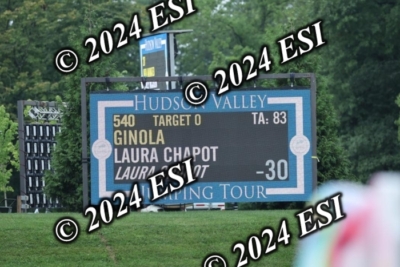 © 2024 ESI
© 2024 ESI
© 2024 ESI
HUDSON VALLEY
540 TARGET 0 TA: 83
GINOLA
LAURA CHAPOT
LAURA -30
TOUR
© 2024 ESI
© 2024 ESI
© 2024 ESI